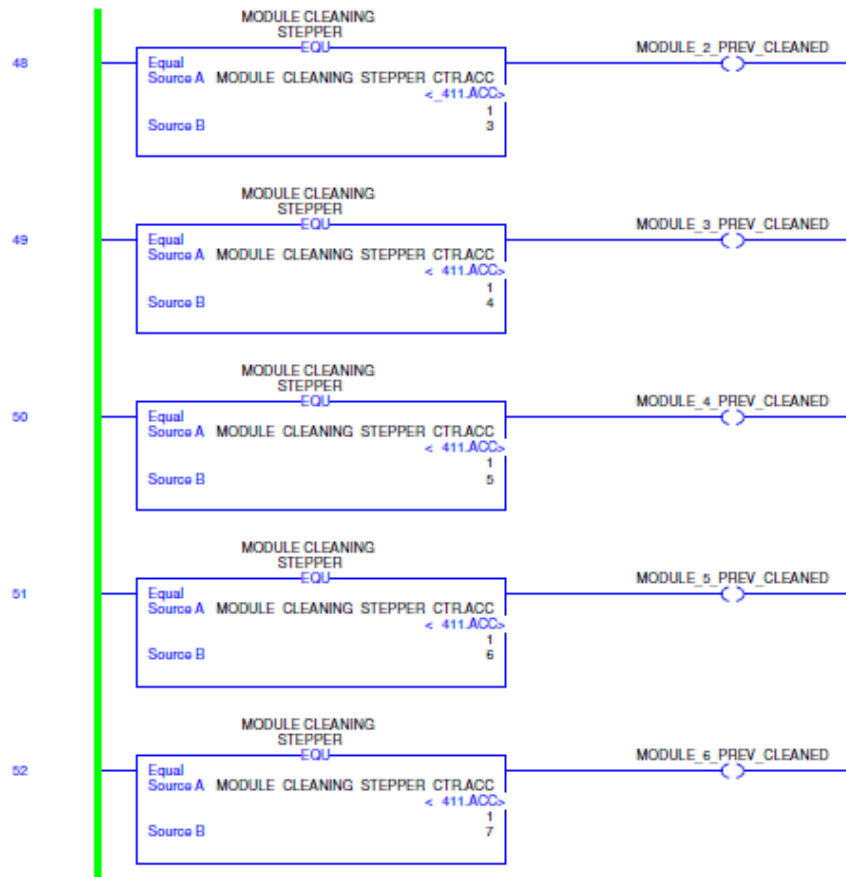 MODULE CLEANING
STEPPER
EQU
MODULE_2_PREV_CLEANED
48
Equal
Source A MODULE CLEANING STEPPER CTR.ACC
<_411.ACC>
1
Source B 3
MODULE CLEANING
STEPPER
EQU
MODULE_3_PREV_CLEANED
49
Equal
Source A MODULE CLEANING STEPPER CTR.ACC
< 411.ACC>
1
Source B 4
MODULE CLEANING
STEPPER
EQU
MODULE_4_PREV_CLEANED
50
Equal
Source A MODULE CLEANING STEPPER CTR.ACC
< 411.ACC>
1
Source B 5
MODULE CLEANING
STEPPER
EQU
MODULE_5_PREV_CLEANED
51
Equal
Source A MODULE CLEANING STEPPER CTR.ACC
< 411.ACC>
1
Source B 6
MODULE CLEANING
STEPPER
EQU
MODULE_6_PREV_CLEANED
52
Equal
Source A MODULE CLEANING STEPPER CTR.ACC
< 411.ACC>
1
Source B 7